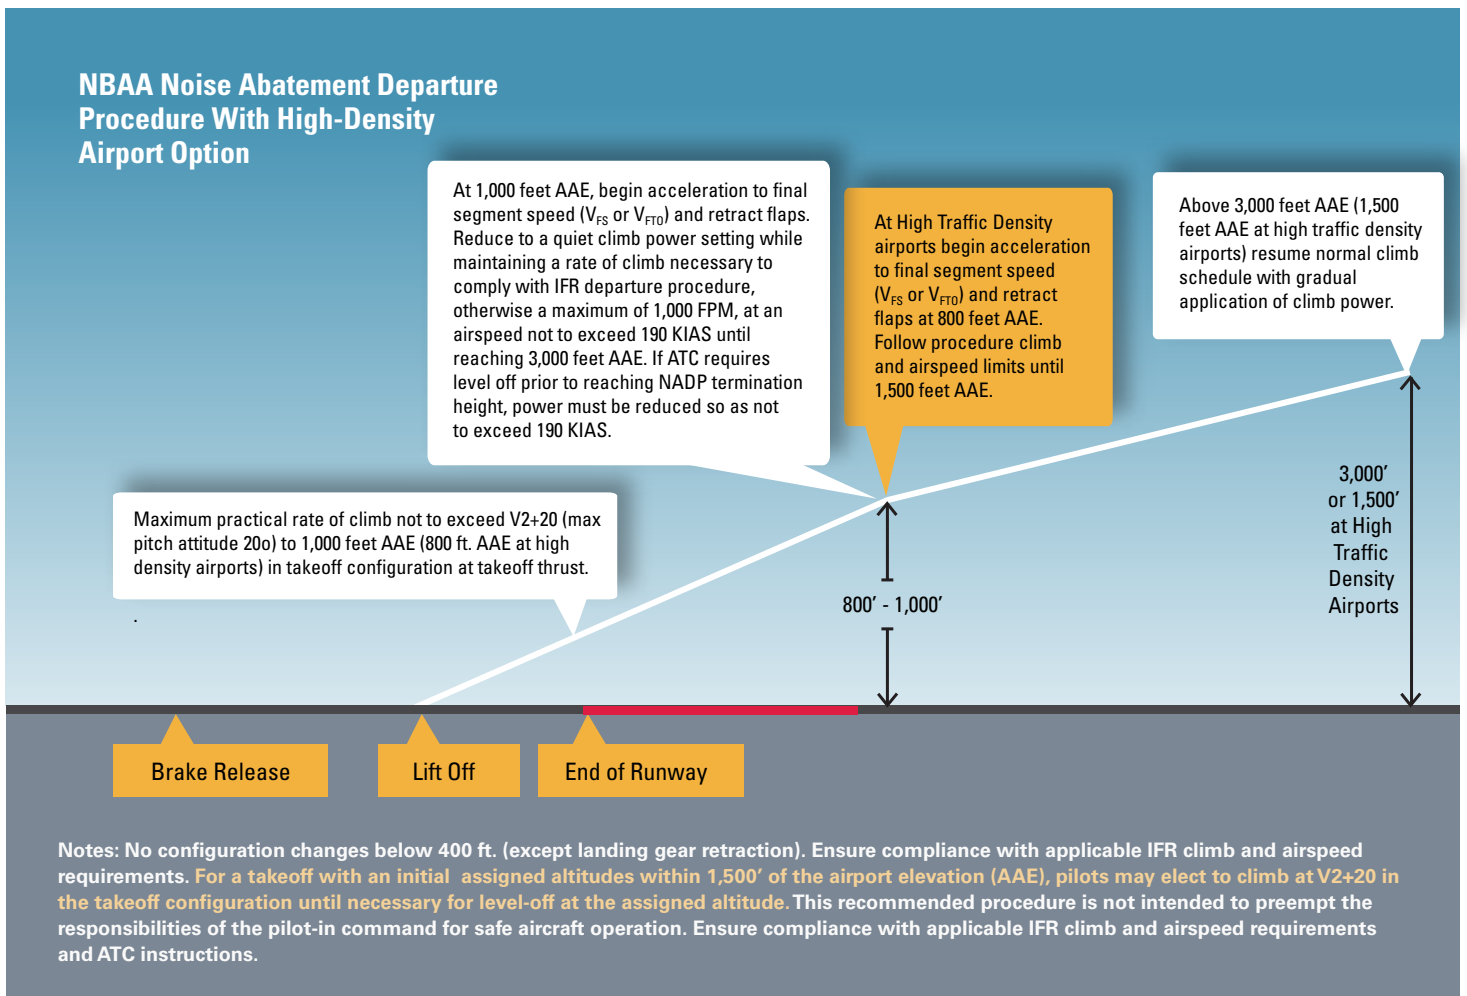 NBAA Noise Abatement Departure
Procedure With High-Density
Airport Option
At 1,000 feet AAE, begin acceleration to final
segment speed (VFS or VFTO) and retract flaps.
Reduce to a quiet climb power setting while
maintaining a rate of climb necessary to
comply with IFR departure procedure,
otherwise a maximum of 1,000 FPM, at an
airspeed not to exceed 190 KIAS until
reaching 3,000 feet AAE. If ATC requires
level off prior to reaching NADP termination
height, power must be reduced so as not
to exceed 190 KIAS.
At High Traffic Density
airports begin acceleration
to final segment speed
(VFS or VFTO) and retract
flaps at 800 feet AAE.
Follow procedure climb
and airspeed limits until
1,500 feet AAE.
Above 3,000 feet AAE (1,500
feet AAE at high traffic density
airports) resume normal climb
schedule with gradual
application of climb power.
Maximum practical rate of climb not to exceed V2+20 (max
pitch attitude 20o) to 1,000 feet AAE (800 ft. AAE at high
density airports) in takeoff configuration at takeoff thrust.
.
800′ - 1,000′
3,000′
or 1,500′
at High
Traffic
Density
Airports
Brake Release
Lift Off
End of Runway
Notes: No configuration changes below 400 ft. (except landing gear retraction). Ensure compliance with applicable IFR climb and airspeed
requirements. For a takeoff with an initial assigned altitudes within 1,500′ of the airport elevation (AAE), pilots may elect to climb at V2+20 in
the takeoff configuration until necessary for level-off at the assigned altitude. This recommended procedure is not intended to preempt the
responsibilities of the pilot-in command for safe aircraft operation. Ensure compliance with applicable IFR climb and airspeed requirements
and ATC instructions.